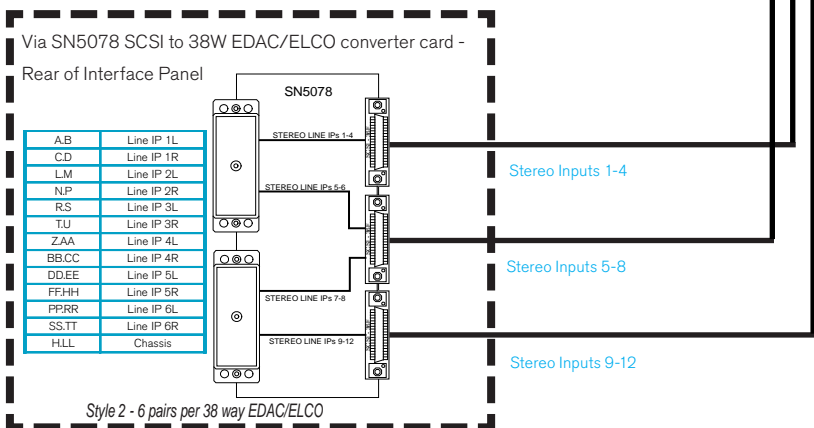 Via SN5078 SCSI to 38W EDAC/ELCO converter card -
Rear of Interface Panel
SN5078
A.B Line IP 1L
C.D Line IP 1R
L.M Line IP 2L
N.P Line IP 2R
R.S Line IP 3L
T.U Line IP 3R
Z.AA Line IP 4L
BB.CC Line IP 4R
DD.EE Line IP 5L
FF.HH Line IP 5R
PP.RR Line IP 6L
SS.TT Line IP 6R
H.LL Chassis
STEREO LINE IPs 1-4
STEREO LINE IPs 5-6
STEREO LINE IPs 7-8
STEREO LINE IPs 9-12
Stereo Inputs 1-4
Stereo Inputs 5-8
Stereo Inputs 9-12
Style 2 - 6 pairs per 38 way EDAC/ELCO